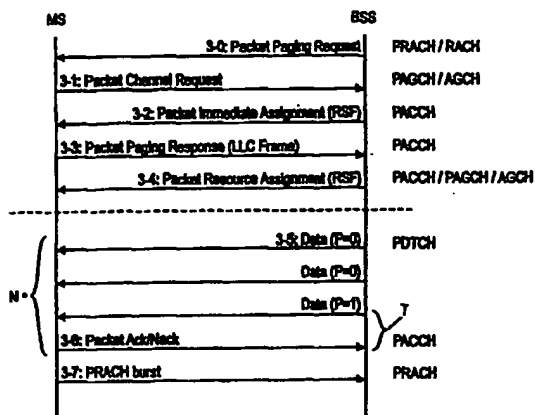 MS BSS
3-0: Packet Paging Request PRACH / RACH
3-1: Packet Channel Request PAGCH / AGCH
3-2: Packet Immediate Assignment (RSF) PACCH
3-3: Packet Paging Response (LLC Frame) PACCH
3-4: Packet Resource Assignment (RSF) PACCH / PAGCH / AGCH
3-5: Data (P=0) PDTCH
Data (P=0)
N
Data (P=1)
T
3-6: Packet Ack/Nack PACCH
3-7: PRACH burst PRACH